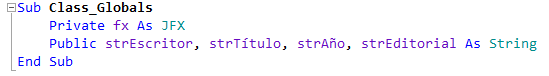 Sub Class_Globals
Private fx As JFX
Public strEscritor, strTítulo, strAño, strEditorial As String
End Sub